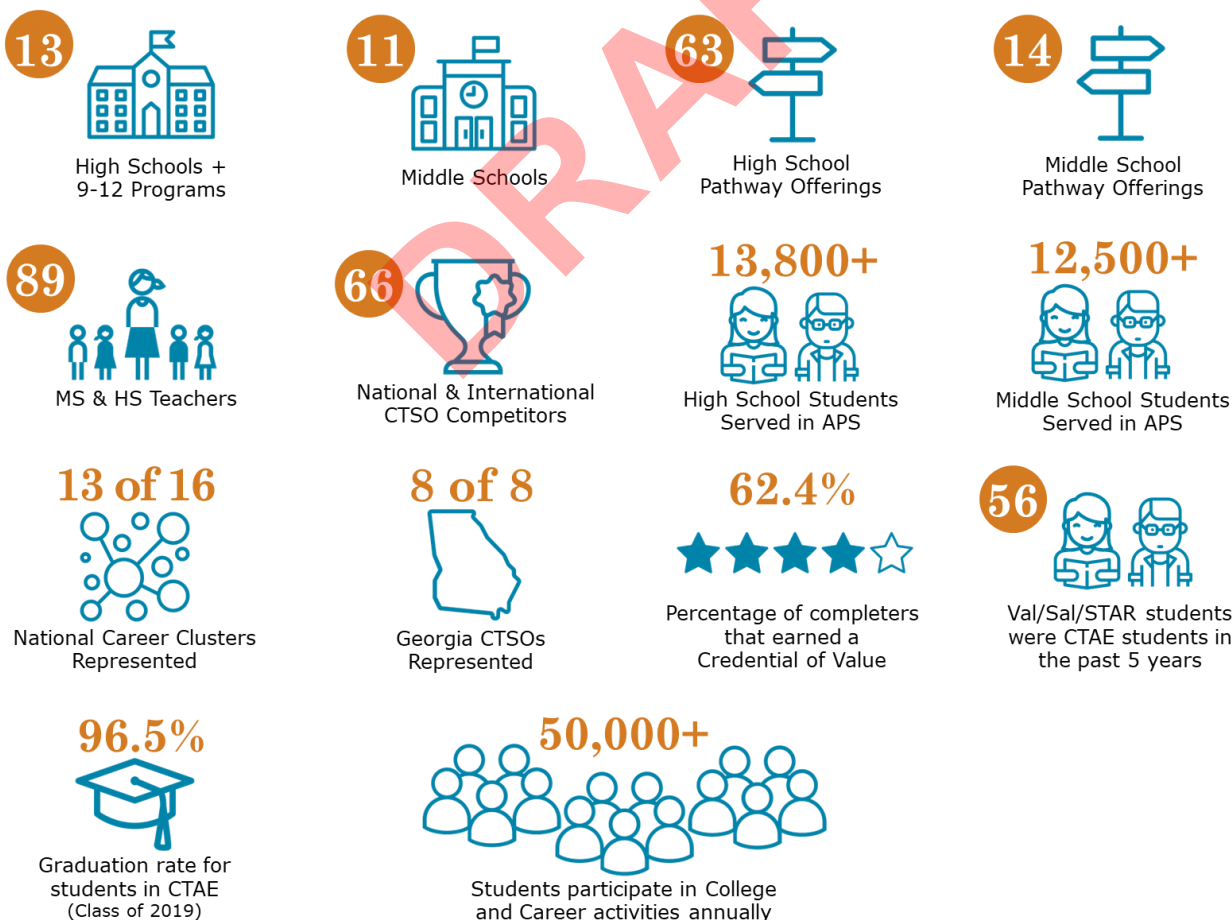 13
High Schools +
9-12 Programs
11
Middle Schools
63
High School
Pathway Offerings
14
Middle School
Pathway Offerings
89
MS & HS Teachers
66
National & International
CTSO Competitors
13,800+
High School Students
Served in APS
12,500+
Middle School Students
Served in APS
13 of 16
National Career Clusters
Represented
8 of 8
Georgia CTSOs
Represented
62.4%
Percentage of completers
that earned a
Credential of Value
56
Val/Sal/STAR students
were CTAE students in
the past 5 years
96.5%
Graduation rate for
students in CTAE
(Class of 2019)
50,000+
Students participate in College
and Career activities annually
DRA